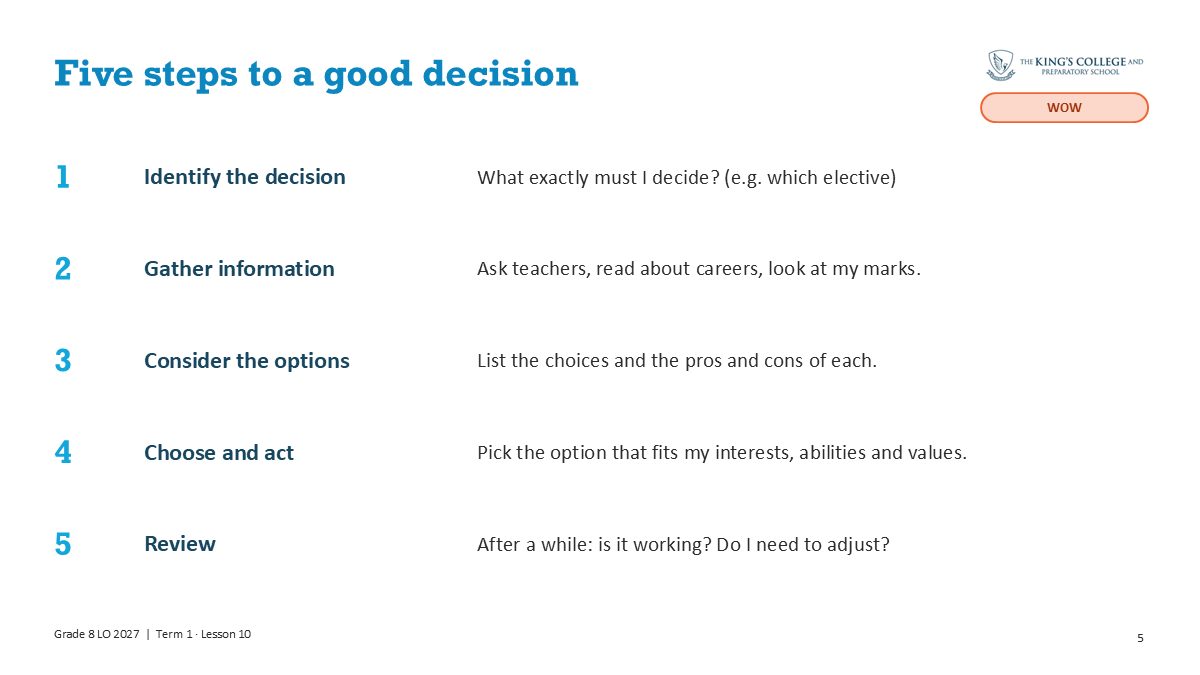 Five steps to a good decision
THE KING'S COLLEGE AND
PREPARATORY SCHOOL
WOW
1 Identify the decision What exactly must I decide? (e.g. which elective)
2 Gather information Ask teachers, read about careers, look at my marks.
3 Consider the options List the choices and the pros and cons of each.
4 Choose and act Pick the option that fits my interests, abilities and values.
5 Review After a while: is it working? Do I need to adjust?
Grade 8 LO 2027 | Term 1 · Lesson 10
5